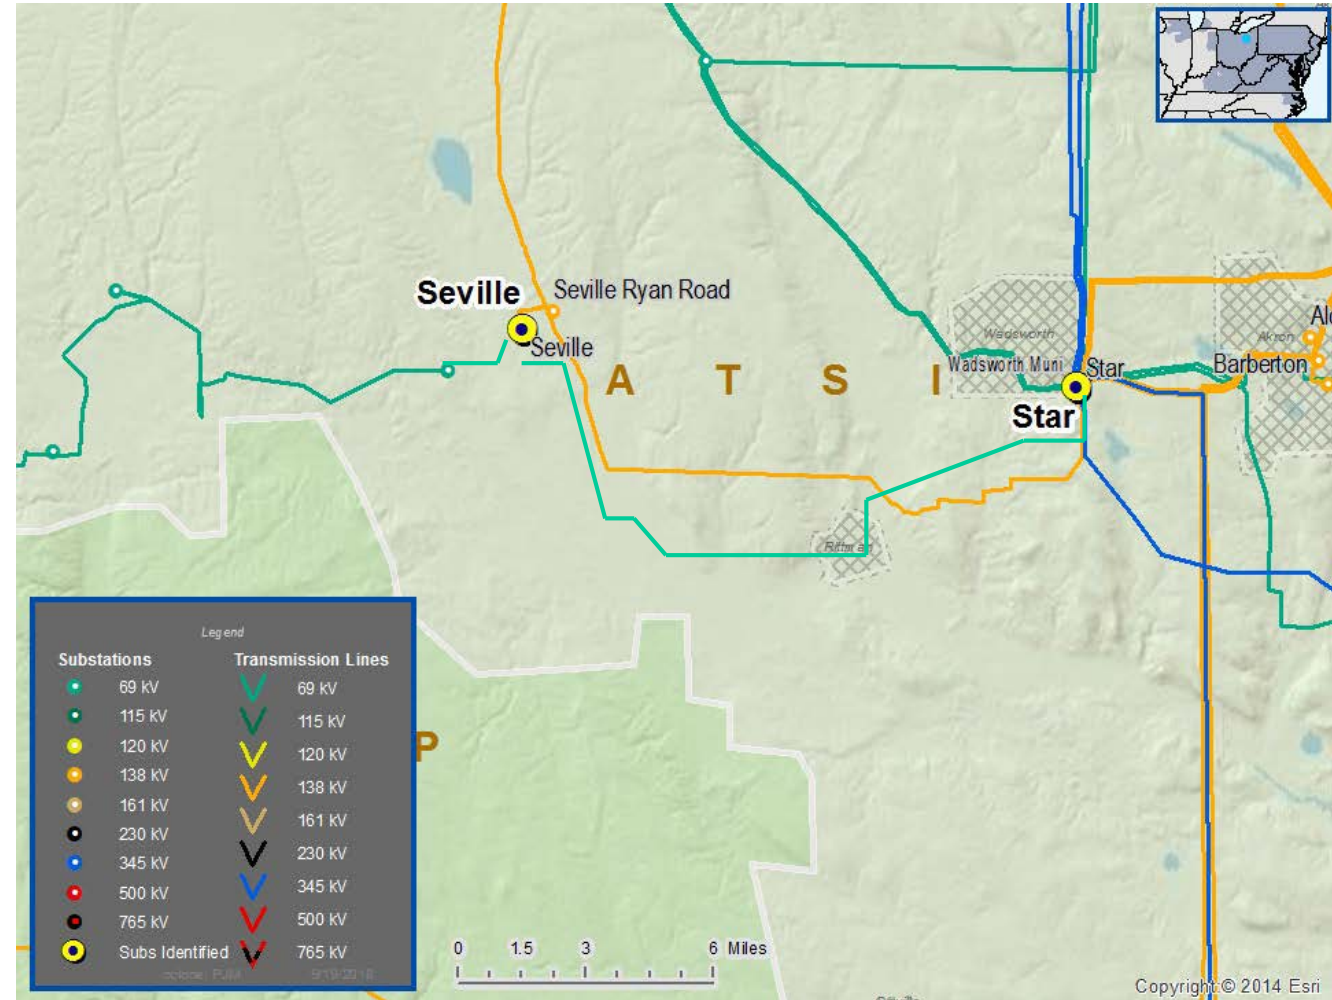 Seville
Seville Ryan Road
Seville
A T S I
Wadsworth
Wadsworth Muni
Star
Star
Akron
Barberton
P
Legend
Substations Transmission Lines
69 kV 69 kV
115 kV 115 kV
120 kV 120 kV
138 kV 138 kV
161 kV 161 kV
230 kV 230 kV
345 kV 345 kV
500 kV 500 kV
765 kV 765 kV
Subs Identified
0 1.5 3 6 Miles
Copyright:© 2014 Esri